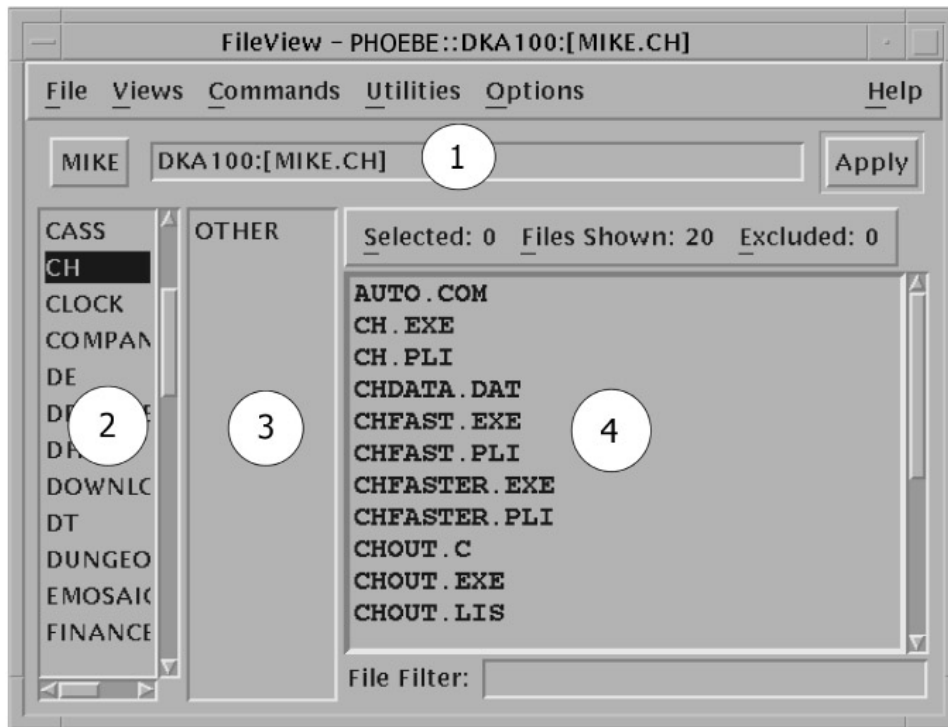 FileView - PHOEBE::DKA100:[MIKE.CH]
File Views Commands Utilities Options Help
MIKE DKA100:[MIKE.CH] 1 Apply
CASS
CH
CLOCK
COMPAN
DE
2
DOWNLC
DT
DUNGEO
EMOSAIC
FINANCE
OTHER
3
Selected: 0 Files Shown: 20 Excluded: 0
AUTO.COM
CH.EXE
CH.PLI
CHDATA.DAT
CHFAST.EXE
CHFAST.PLI
CHFASTER.EXE
CHFASTER.PLI
CHOUT.C
CHOUT.EXE
CHOUT.LIS
4
File Filter: